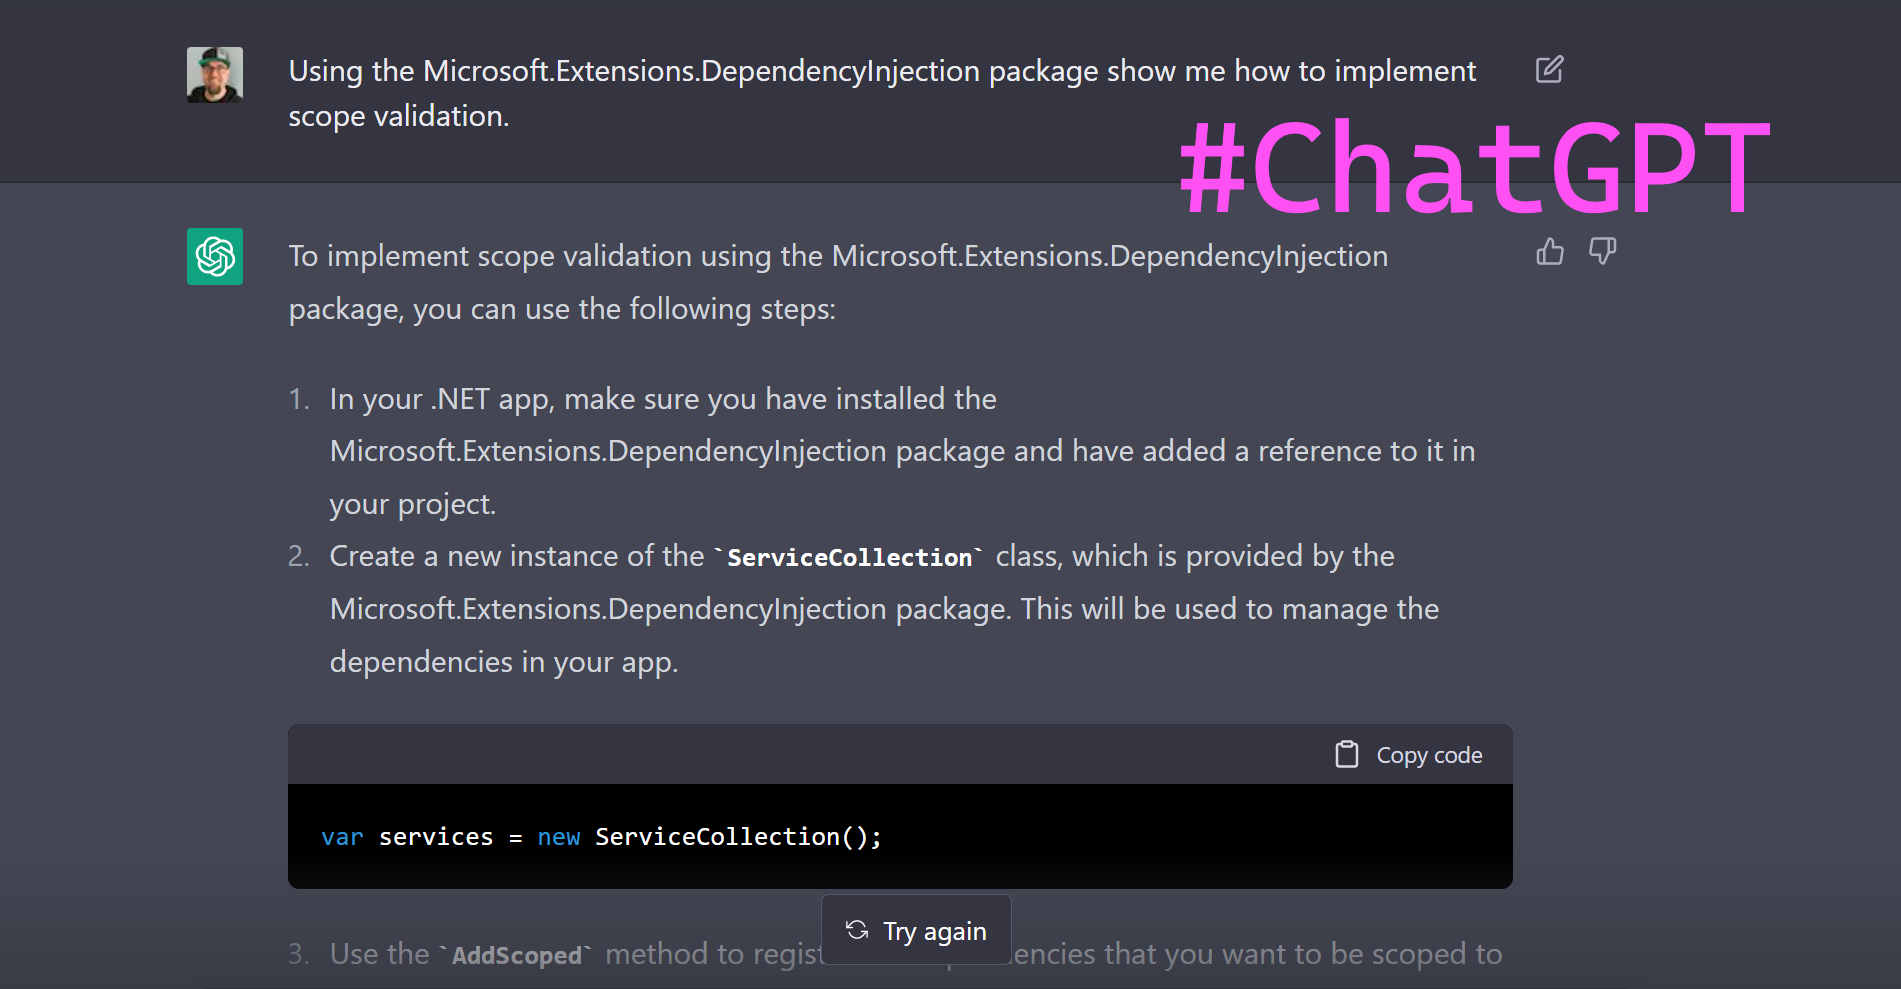 Using the Microsoft.Extensions.DependencyInjection package show me how to implement
scope validation.
#ChatGPT
To implement scope validation using the Microsoft.Extensions.DependencyInjection
package, you can use the following steps:
1. In your .NET app, make sure you have installed the
Microsoft.Extensions.DependencyInjection package and have added a reference to it in
your project.
2. Create a new instance of the `ServiceCollection` class, which is provided by the
Microsoft.Extensions.DependencyInjection package. This will be used to manage the
dependencies in your app.
Copy code
var services = new ServiceCollection();
Try again
3. Use the `AddScoped` method to that you want to be scoped to